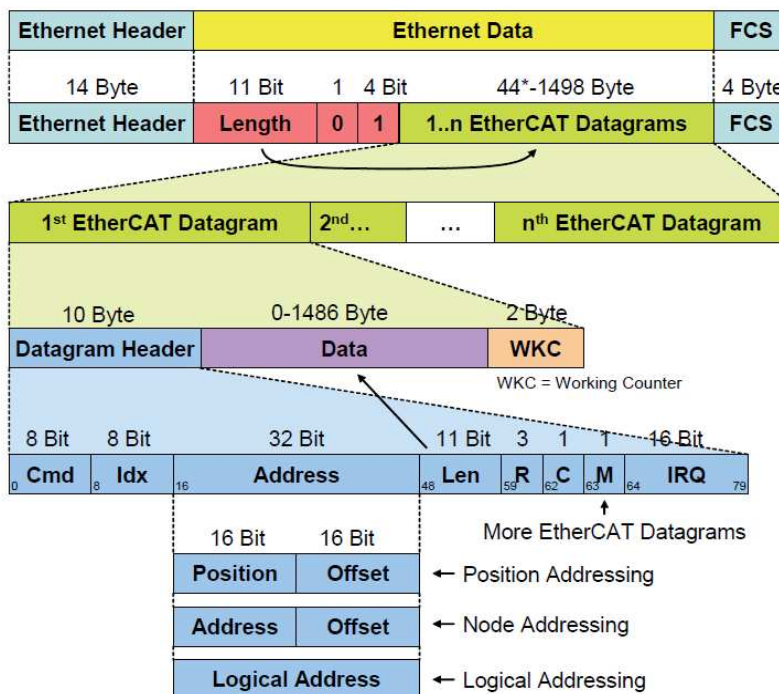 Ethernet Header Ethernet Data FCS
14 Byte 11 Bit 1 4 Bit 44*-1498 Byte 4 Byte
Ethernet Header Length 0 1 1..n EtherCAT Datagrams FCS
1st EtherCAT Datagram 2nd... ... nth EtherCAT Datagram
10 Byte 0-1486 Byte 2 Byte
Datagram Header Data WKC
WKC = Working Counter
8 Bit 8 Bit 32 Bit 11 Bit 3 1 1 16 Bit
Cmd Idx Address Len R C M IRQ
0 8 16 48 59 62 63 64 79
More EtherCAT Datagrams
16 Bit 16 Bit
Position Offset Position Addressing
Address Offset Node Addressing
Logical Address Logical Addressing